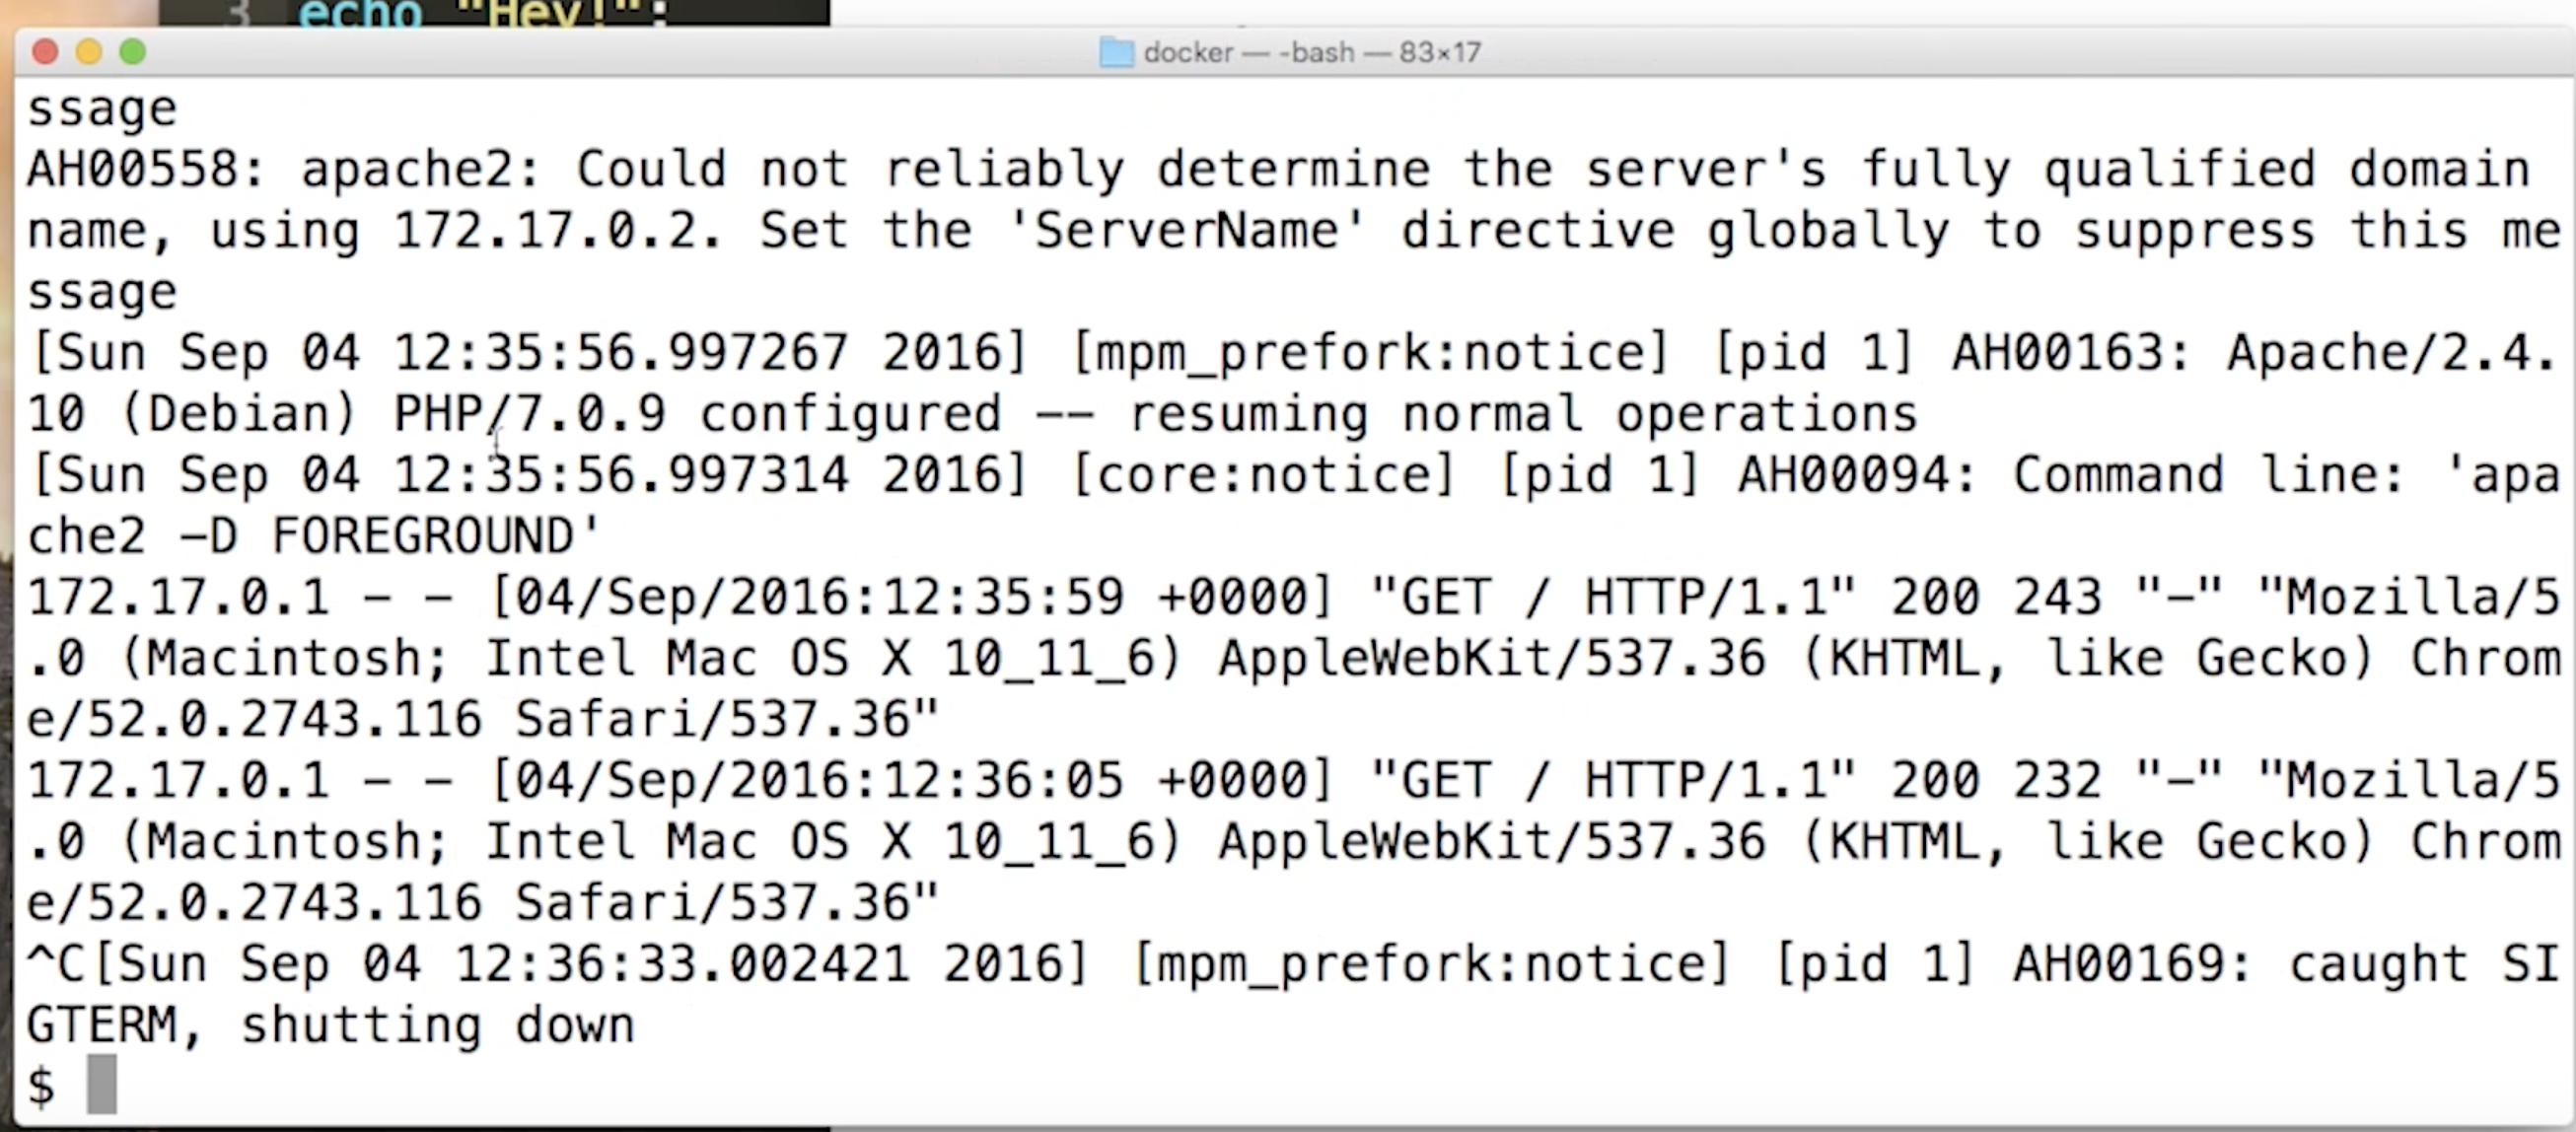 3 echo "Hey!";
docker — -bash — 83×17
ssage
AH00558: apache2: Could not reliably determine the server's fully qualified domain
name, using 172.17.0.2. Set the 'ServerName' directive globally to suppress this me
ssage
[Sun Sep 04 12:35:56.997267 2016] [mpm_prefork:notice] [pid 1] AH00163: Apache/2.4.
10 (Debian) PHP/7.0.9 configured -- resuming normal operations
[Sun Sep 04 12:35:56.997314 2016] [core:notice] [pid 1] AH00094: Command line: 'apa
che2 -D FOREGROUND'
172.17.0.1 - - [04/Sep/2016:12:35:59 +0000] "GET / HTTP/1.1" 200 243 "-" "Mozilla/5
.0 (Macintosh; Intel Mac OS X 10_11_6) AppleWebKit/537.36 (KHTML, like Gecko) Chrom
e/52.0.2743.116 Safari/537.36"
172.17.0.1 - - [04/Sep/2016:12:36:05 +0000] "GET / HTTP/1.1" 200 232 "-" "Mozilla/5
.0 (Macintosh; Intel Mac OS X 10_11_6) AppleWebKit/537.36 (KHTML, like Gecko) Chrom
e/52.0.2743.116 Safari/537.36"
^C[Sun Sep 04 12:36:33.002421 2016] [mpm_prefork:notice] [pid 1] AH00169: caught SI
GTERM, shutting down
$